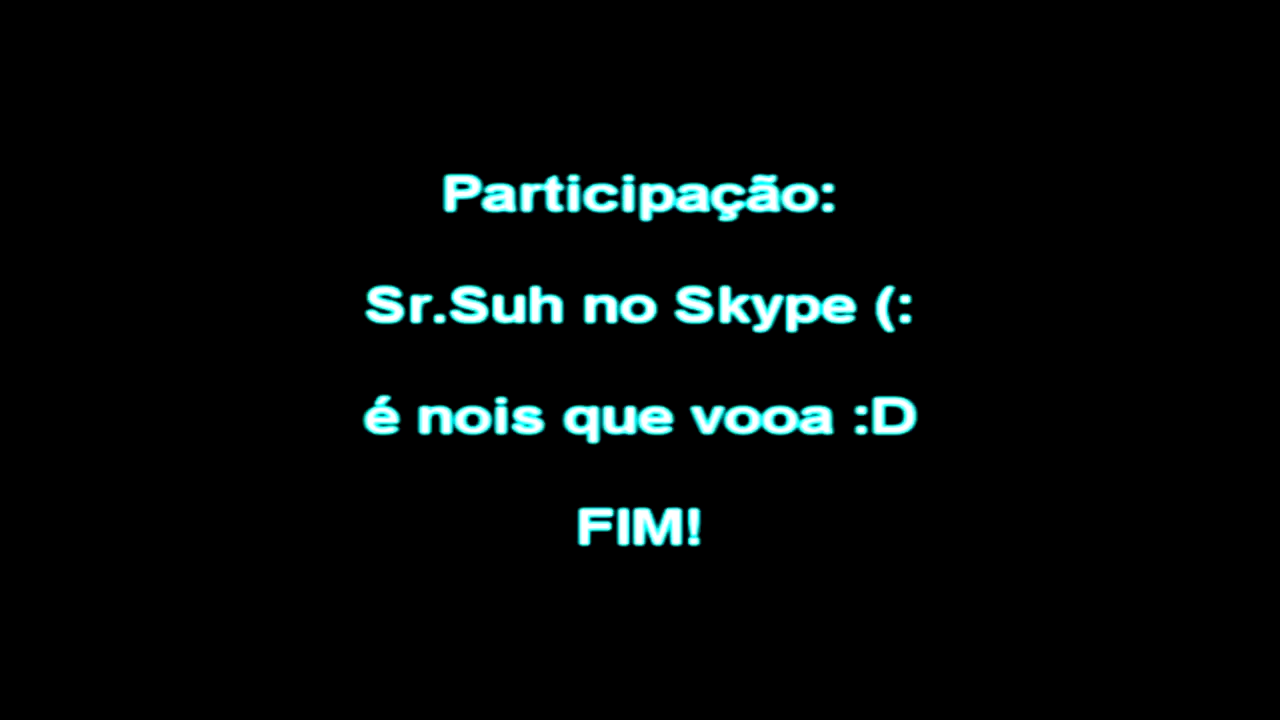 Participação:
Sr.Suh no Skype (:
é nois que vooa :D
FIM!